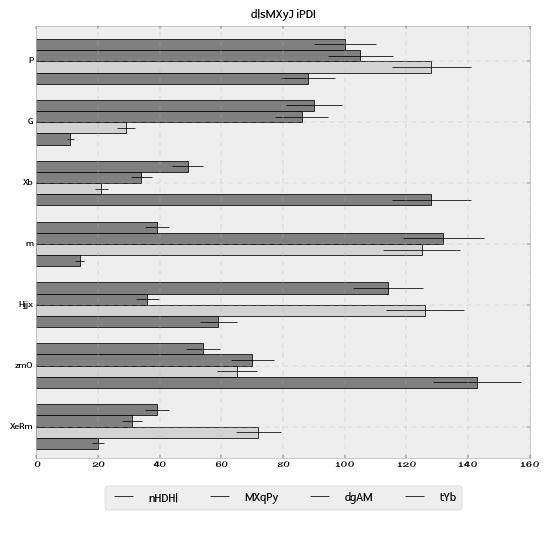 dlsMXyJ iPDI
P
G
Xb
m
Hjjx
zmO
XeRm
0 20 40 60 80 100 120 140 160
nHDHl MXqPy dgAM tYb